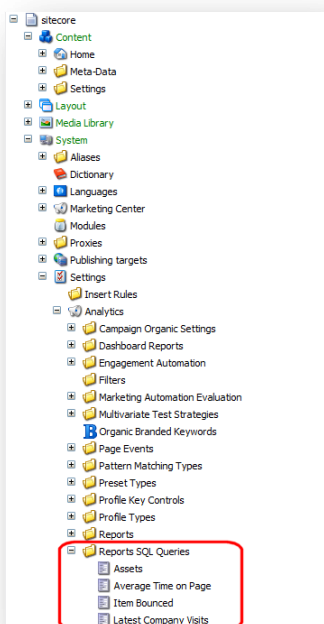 sitecore
Content
Home
Meta-Data
Settings
Layout
Media Library
System
Aliases
Dictionary
Languages
Marketing Center
Modules
Proxies
Publishing targets
Settings
Insert Rules
Analytics
Campaign Organic Settings
Dashboard Reports
Engagement Automation
Filters
Marketing Automation Evaluation
Multivariate Test Strategies
Organic Branded Keywords
Page Events
Pattern Matching Types
Preset Types
Profile Key Controls
Profile Types
Reports
Reports SQL Queries
Assets
Average Time on Page
Item Bounced
Latest Company Visits